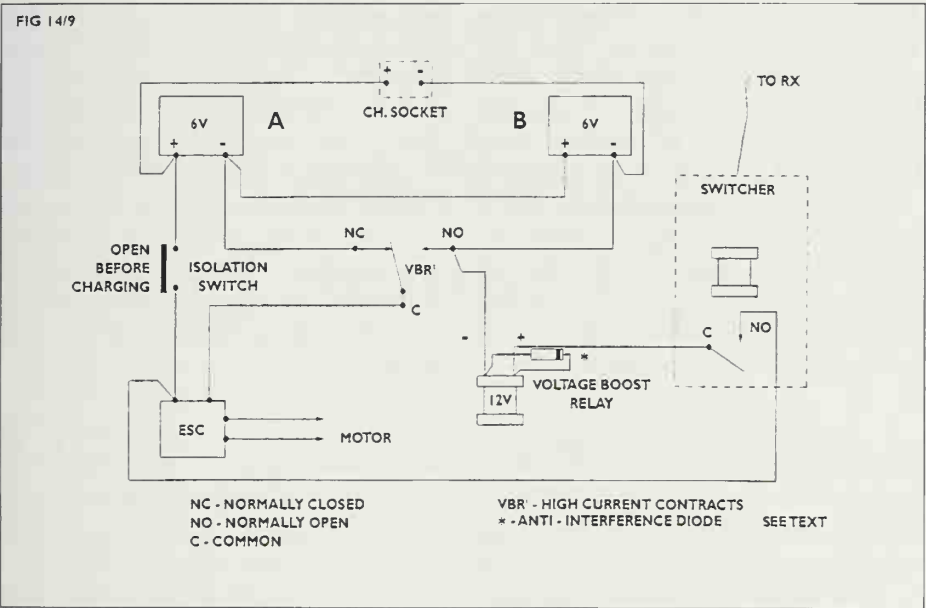 FIG 14/9
TO RX
+ -
CH. SOCKET
6V
A
B
6V
+ -
+ -
SWITCHER
NC
NO
OPEN
BEFORE
CHARGING
ISOLATION
SWITCH
VBR'
C
NO
C
- +
*
12V
VOLTAGE BOOST
RELAY
ESC
MOTOR
NC - NORMALLY CLOSED
NO - NORMALLY OPEN
C - COMMON
VBR' - HIGH CURRENT CONTRACTS
* - ANTI - INTERFERENCE DIODE
SEE TEXT